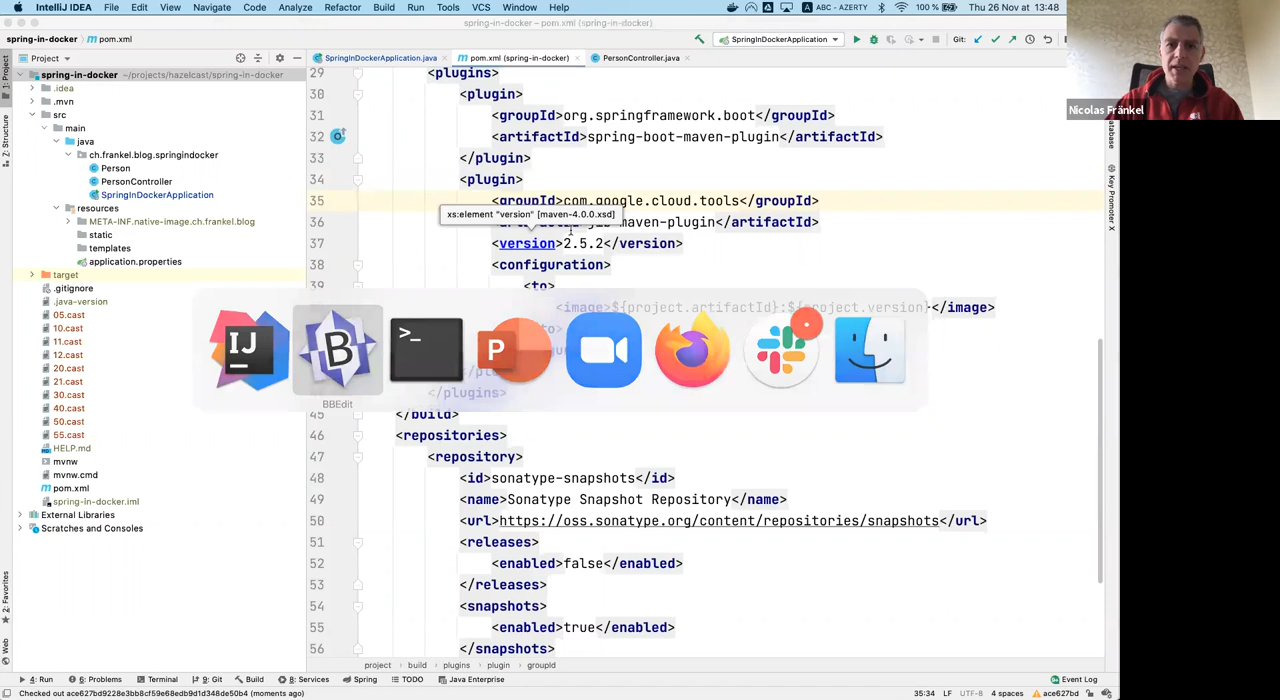 IntelliJ IDEA File Edit View Navigate Code Analyze Refactor Build Run Tools VCS Window Help ABC - AZERTY 100 % Thu 26 Nov at 13:48
spring-in-docker – pom.xml (spring-in-docker)
spring-in-docker pom.xml SpringInDockerApplication Git:
Project SpringInDockerApplication.java pom.xml (spring-in-docker) PersonController.java
1: Project
Z: Structure
2: Favorites
Web
spring-in-docker ~/projects/hazelcast/spring-in-docker
.idea
.mvn
src
main
java
ch.frankel.blog.springindocker
Person
PersonController
SpringInDockerApplication
resources
META-INF.native-image.ch.frankel.blog
static
templates
application.properties
target
.gitignore
.java-version
05.cast
10.cast
11.cast
12.cast
20.cast
21.cast
30.cast
40.cast
50.cast
55.cast
HELP.md
mvnw
mvnw.cmd
pom.xml
spring-in-docker.iml
External Libraries
Scratches and Consoles
29 <plugins>
30 <plugin>
31 <groupId>org.springframework.boot</groupId>
32 <artifactId>spring-boot-maven-plugin</artifactId>
33 </plugin>
34 <plugin>
35 <groupId>com.google.cloud.tools</groupId>
xs:element "version" [maven-4.0.0.xsd]
36 maven-plugin</artifactId>
37 <version>2.5.2</version>
38 <configuration>
39 <to>
<image>${project.artifactId}:${project.version}</image>
</plugins>
45 </build>
46 <repositories>
47 <repository>
48 <id>sonatype-snapshots</id>
49 <name>Sonatype Snapshot Repository</name>
50 <url>https://oss.sonatype.org/content/repositories/snapshots</url>
51 <releases>
52 <enabled>false</enabled>
53 </releases>
54 <snapshots>
55 <enabled>true</enabled>
56 </snapshots>
IJ
B
>_
P
BBEdit
project build plugins plugin groupId
Database
Key Promoter X
Nicolas Fränkel
4: Run 6: Problems Terminal 9: Git Build 8: Services Spring TODO Java Enterprise Event Log
Checked out ace627bd9228e3bb8cf59e68edb9d1d348de50b4 (moments ago) 35:34 LF UTF-8 4 spaces ace627bd